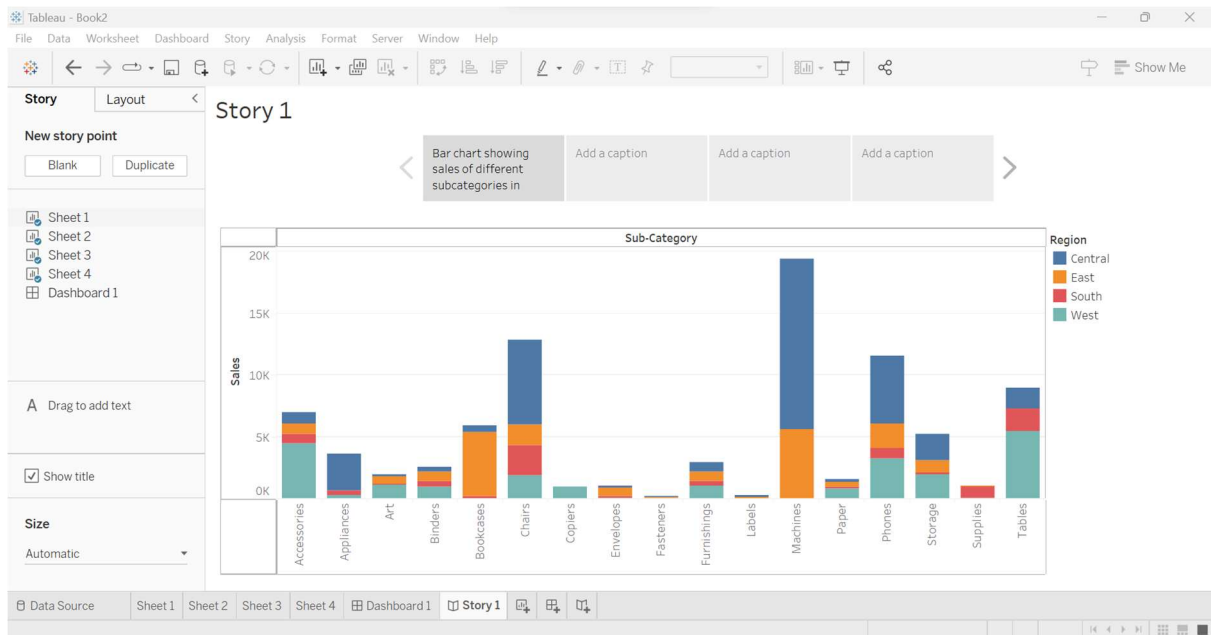 Tableau - Book2
File Data Worksheet Dashboard Story Analysis Format Server Window Help
Show Me
Story Layout
Story 1
New story point
Blank Duplicate
Bar chart showing
sales of different
subcategories in
Add a caption
Add a caption
Add a caption
Sheet 1
Sheet 2
Sheet 3
Sheet 4
Dashboard 1
Sub-Category
Region
Central
East
South
West
20K
15K
10K
5K
0K
Sales
A Drag to add text
Show title
Size
Automatic
Accessories
Appliances
Art
Binders
Bookcases
Chairs
Copiers
Envelopes
Fasteners
Furnishings
Labels
Machines
Paper
Phones
Storage
Supplies
Tables
Data Source Sheet 1 Sheet 2 Sheet 3 Sheet 4 Dashboard 1 Story 1